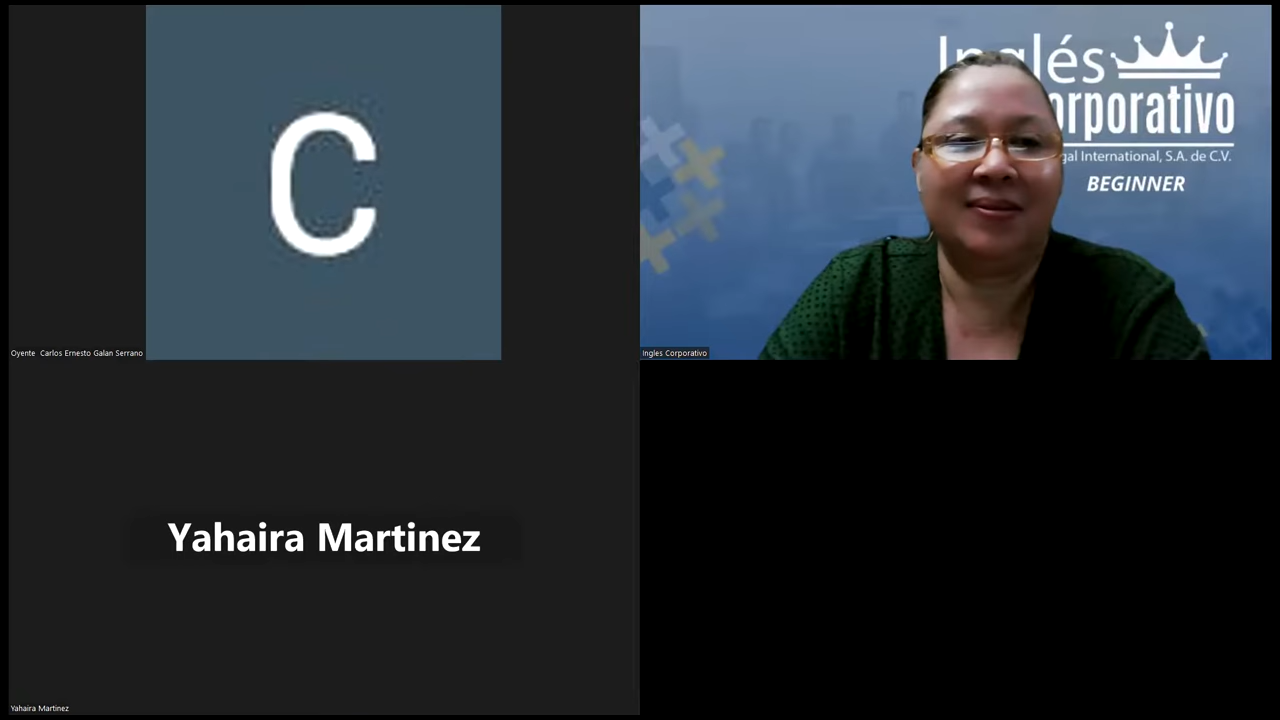 C
Oyente Carlos Ernesto Galan Serrano
Inglés
orporativo
gal International, S.A. de C.V.
BEGINNER
Ingles Corporativo
Yahaira Martinez
Yahaira Martinez